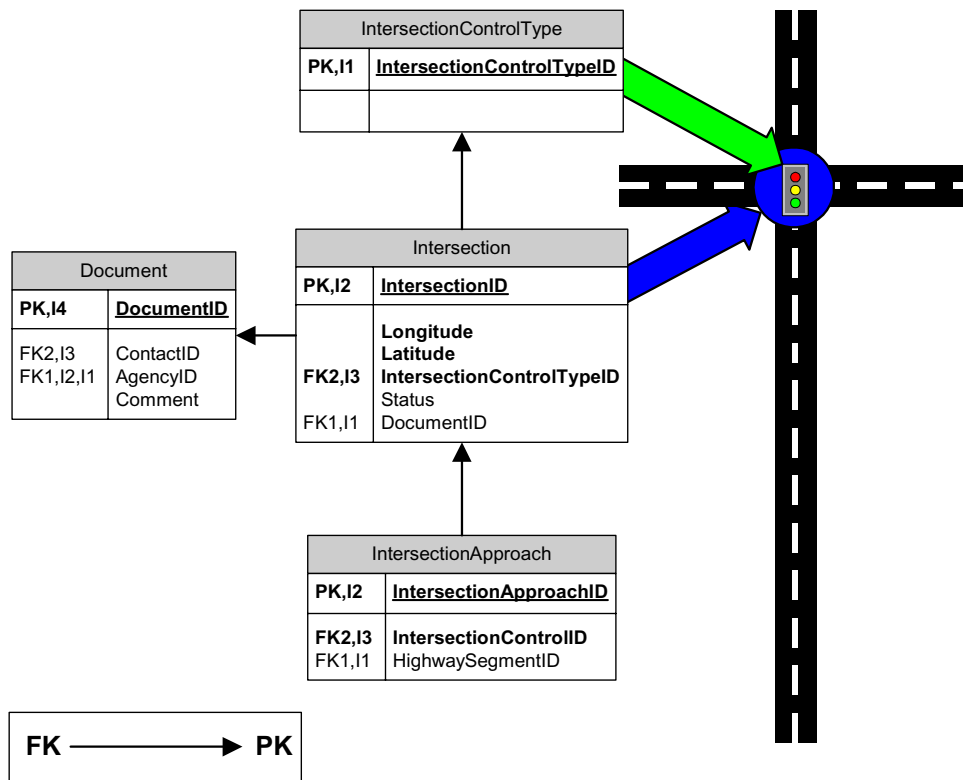 IntersectionControlType
PK,I1 IntersectionControlTypeID
Intersection
PK,I2 IntersectionID
Longitude
Latitude
FK2,I3 IntersectionControlTypeID
Status
FK1,I1 DocumentID
Document
PK,I4 DocumentID
FK2,I3 ContactID
FK1,I2,I1 AgencyID
Comment
IntersectionApproach
PK,I2 IntersectionApproachID
FK2,I3 IntersectionControlID
FK1,I1 HighwaySegmentID
FK PK